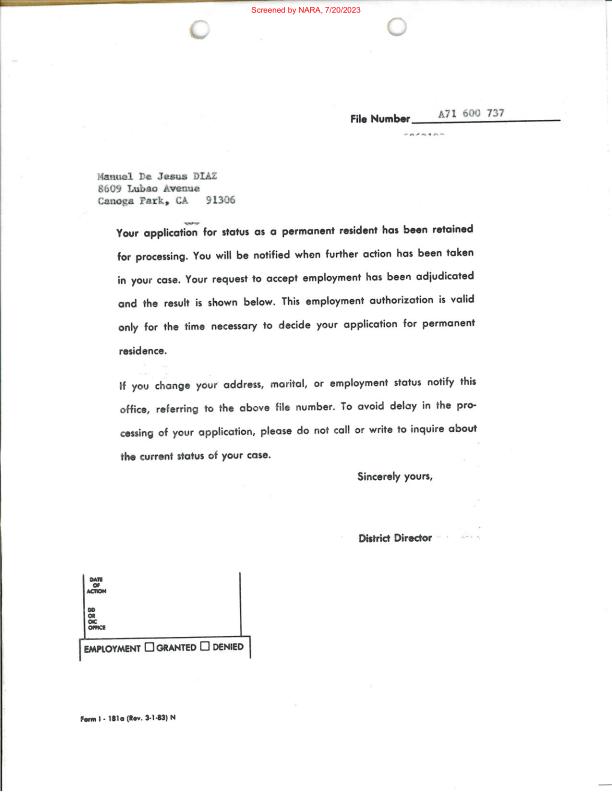 Screened by NARA, 7/20/2023
File Number A71 600 737
Manuel De Jesus DIAZ
8609 Lubao Avenue
Canoga Park, CA 91306
Your application for status as a permanent resident has been retained
for processing. You will be notified when further action has been taken
in your case. Your request to accept employment has been adjudicated
and the result is shown below. This employment authorization is valid
only for the time necessary to decide your application for permanent
residence.
If you change your address, marital, or employment status notify this
office, referring to the above file number. To avoid delay in the pro-
cessing of your application, please do not call or write to inquire about
the current status of your case.
Sincerely yours,
District Director
DATE
OF
ACTION
DD
OR
OIC
OFFICE
EMPLOYMENT ☐ GRANTED ☐ DENIED
Form I - 181a (Rev. 3-1-83) N